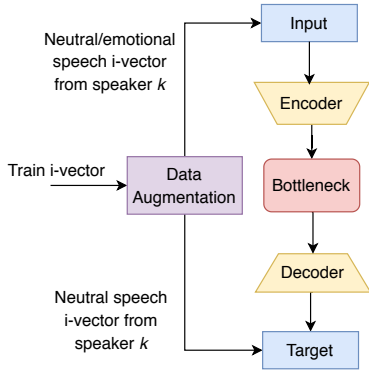 Neutral/emotional
speech i-vector
from speaker k
Input
Encoder
Train i-vector
Data
Augmentation
Bottleneck
Neutral speech
i-vector from
speaker k
Decoder
Target